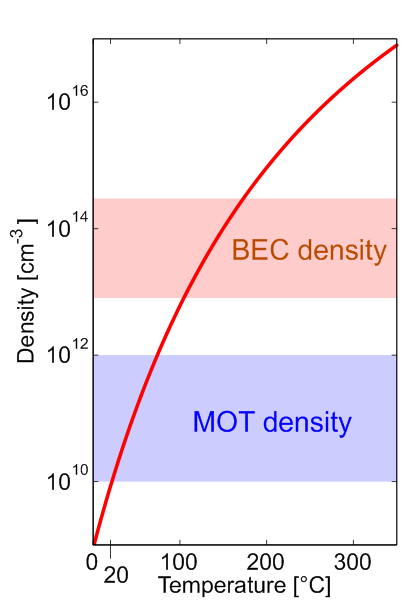 10^16
10^14
10^12
10^10
Density [cm^-3]
BEC density
MOT density
0 100 200 300
20
Temperature [°C]